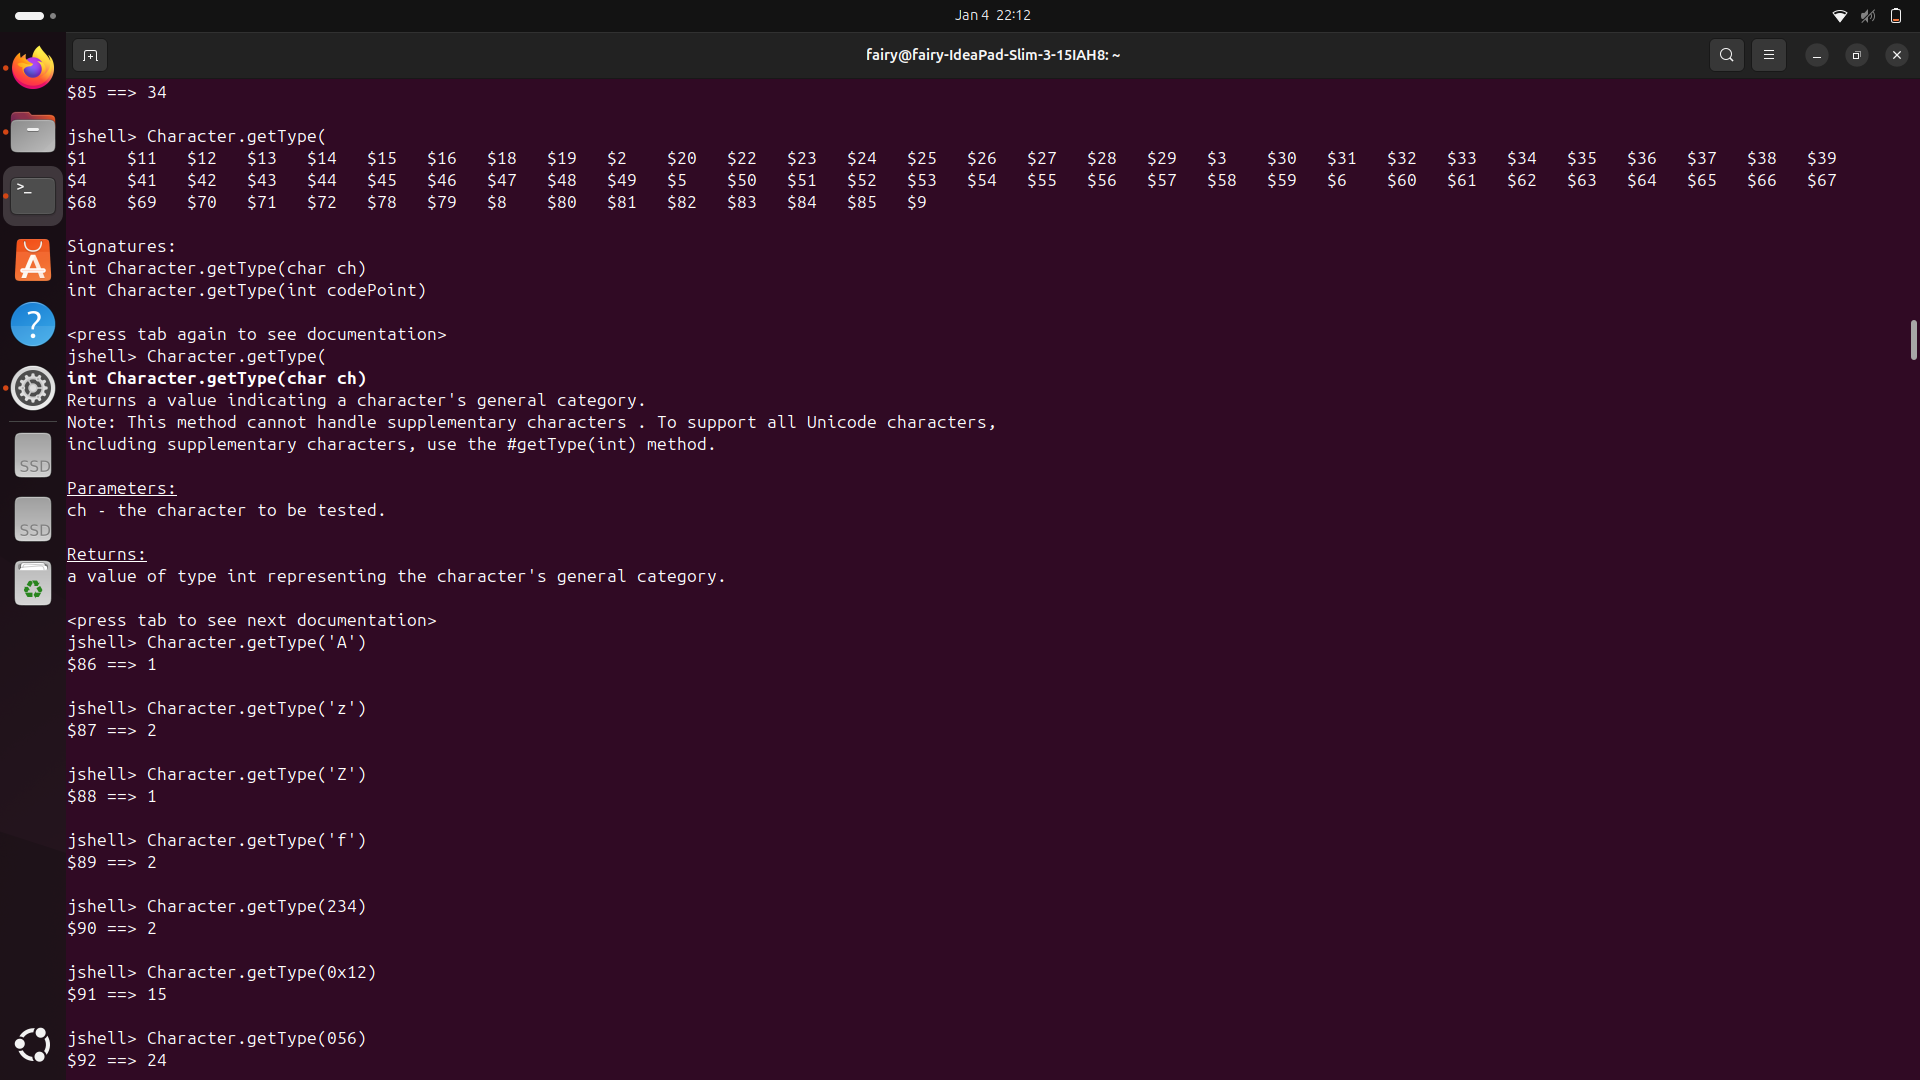 Jan 4 22:12
fairy@fairy-IdeaPad-Slim-3-15IAH8: ~
$85 ==> 34
jshell> Character.getType(
$1 $11 $12 $13 $14 $15 $16 $18 $19 $2 $20 $22 $23 $24 $25 $26 $27 $28 $29 $3 $30 $31 $32 $33 $34 $35 $36 $37 $38 $39
$4 $41 $42 $43 $44 $45 $46 $47 $48 $49 $5 $50 $51 $52 $53 $54 $55 $56 $57 $58 $59 $6 $60 $61 $62 $63 $64 $65 $66 $67
$68 $69 $70 $71 $72 $78 $79 $8 $80 $81 $82 $83 $84 $85 $9
Signatures:
int Character.getType(char ch)
int Character.getType(int codePoint)
<press tab again to see documentation>
jshell> Character.getType(
int Character.getType(char ch)
Returns a value indicating a character's general category.
Note: This method cannot handle supplementary characters . To support all Unicode characters,
including supplementary characters, use the #getType(int) method.
Parameters:
ch - the character to be tested.
Returns:
a value of type int representing the character's general category.
<press tab to see next documentation>
jshell> Character.getType('A')
$86 ==> 1
jshell> Character.getType('z')
$87 ==> 2
jshell> Character.getType('Z')
$88 ==> 1
jshell> Character.getType('f')
$89 ==> 2
jshell> Character.getType(234)
$90 ==> 2
jshell> Character.getType(0x12)
$91 ==> 15
jshell> Character.getType(056)
$92 ==> 24
SSD
SSD